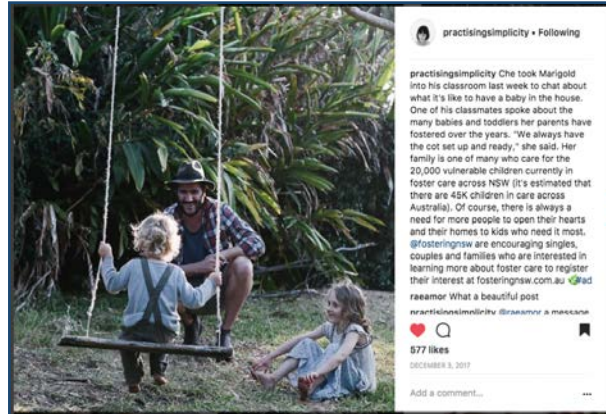 practisingsimplicity • Following
practisingsimplicity Che took Marigold
into his classroom last week to chat about
what it's like to have a baby in the house.
One of his classmates spoke about the
many babies and toddlers her parents have
fostered over the years. "We always have
the cot set up and ready," she said. Her
family is one of many who care for the
20,000 vulnerable children currently in
foster care across NSW (it's estimated that
there are 45K children in care across
Australia). Of course, there is always a
need for more people to open their hearts
and their homes to kids who need it most.
@fosteringnsw are encouraging singles,
couples and families who are interested in
learning more about foster care to register
their interest at fosteringnsw.com.au 🌿#ad
raeamor What a beautiful post
practisingsimplicity @raeamor a message
577 likes
DECEMBER 5, 2017
Add a comment...